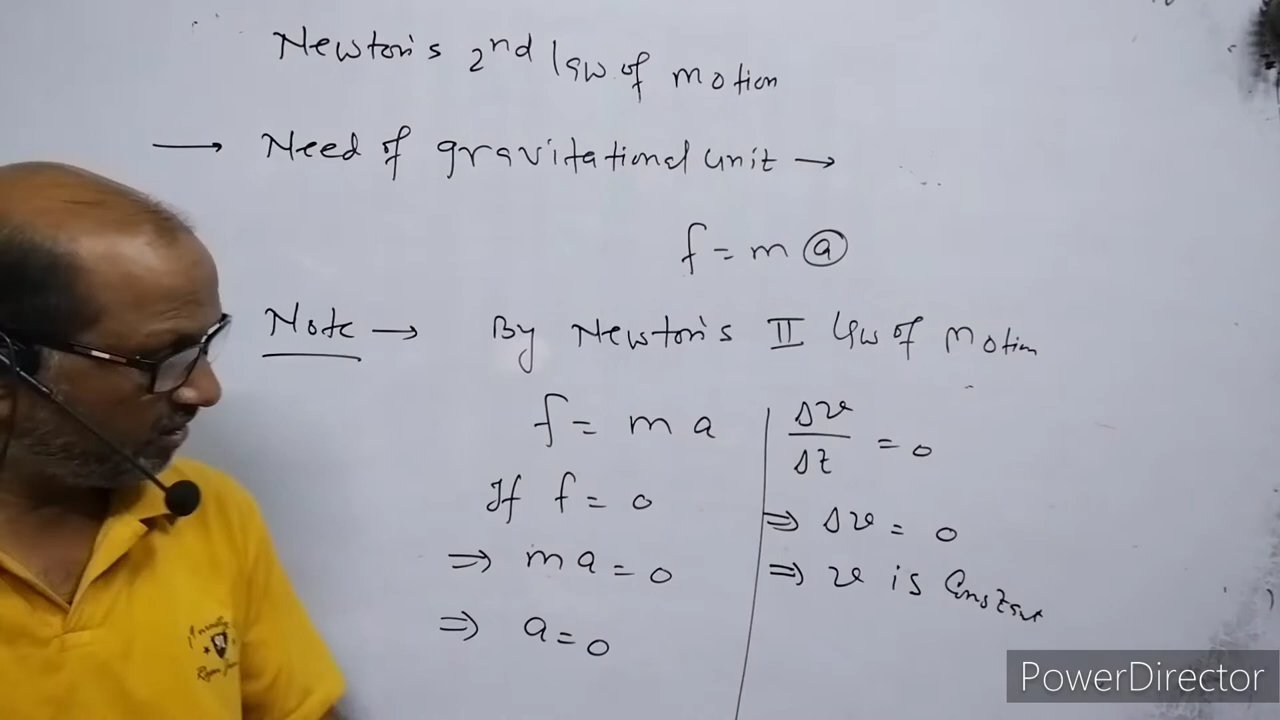 Newton's 2nd law of motion
→ Need of gravitational unit →
f = m a
Note → By Newton's II law of Motion
f = m a
If f = 0
⇒ m a = 0
⇒ a = 0
Δv/Δt = 0
⇒ Δv = 0
⇒ v is Constant
PowerDirector